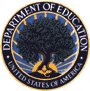 DEPARTMENT OF EDUCATION
UNITED STATES OF AMERICA